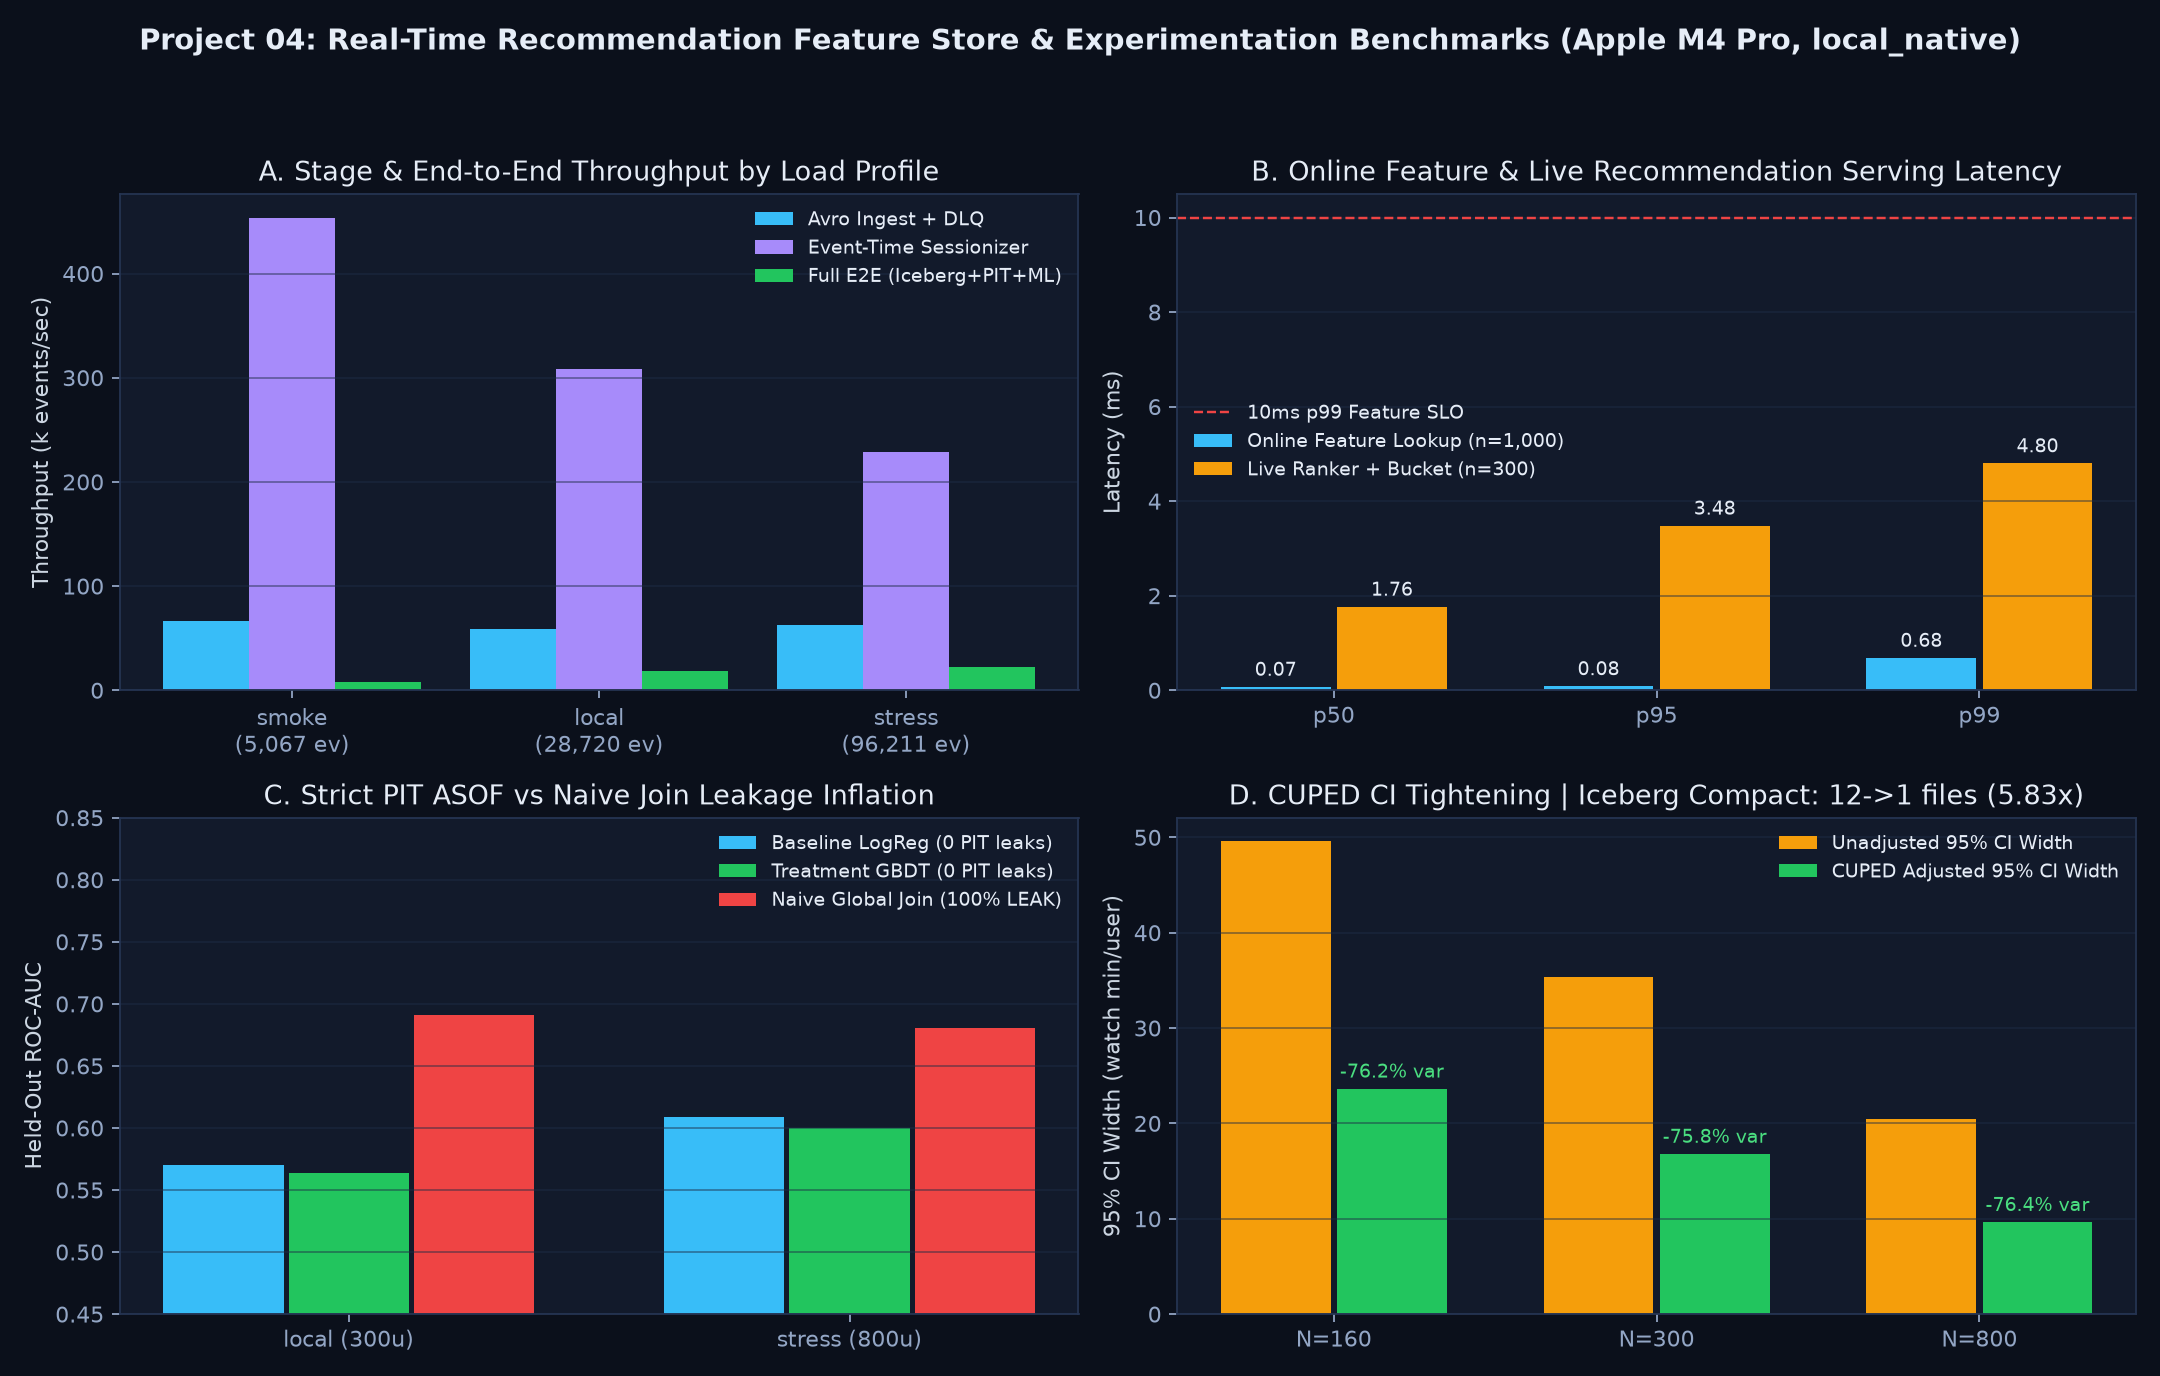 Project 04: Real-Time Recommendation Feature Store & Experimentation Benchmarks (Apple M4 Pro, local_native)
A. Stage & End-to-End Throughput by Load Profile
Throughput (k events/sec)
400
300
200
100
0
Avro Ingest + DLQ
Event-Time Sessionizer
Full E2E (Iceberg+PIT+ML)
smoke
(5,067 ev)
local
(28,720 ev)
stress
(96,211 ev)
B. Online Feature & Live Recommendation Serving Latency
Latency (ms)
10
8
6
4
2
0
10ms p99 Feature SLO
Online Feature Lookup (n=1,000)
Live Ranker + Bucket (n=300)
0.07
1.76
0.08
3.48
0.68
4.80
p50
p95
p99
C. Strict PIT ASOF vs Naive Join Leakage Inflation
Held-Out ROC-AUC
0.85
0.80
0.75
0.70
0.65
0.60
0.55
0.50
0.45
Baseline LogReg (0 PIT leaks)
Treatment GBDT (0 PIT leaks)
Naive Global Join (100% LEAK)
local (300u)
stress (800u)
D. CUPED CI Tightening | Iceberg Compact: 12->1 files (5.83x)
95% CI Width (watch min/user)
50
40
30
20
10
0
Unadjusted 95% CI Width
CUPED Adjusted 95% CI Width
-76.2% var
-75.8% var
-76.4% var
N=160
N=300
N=800